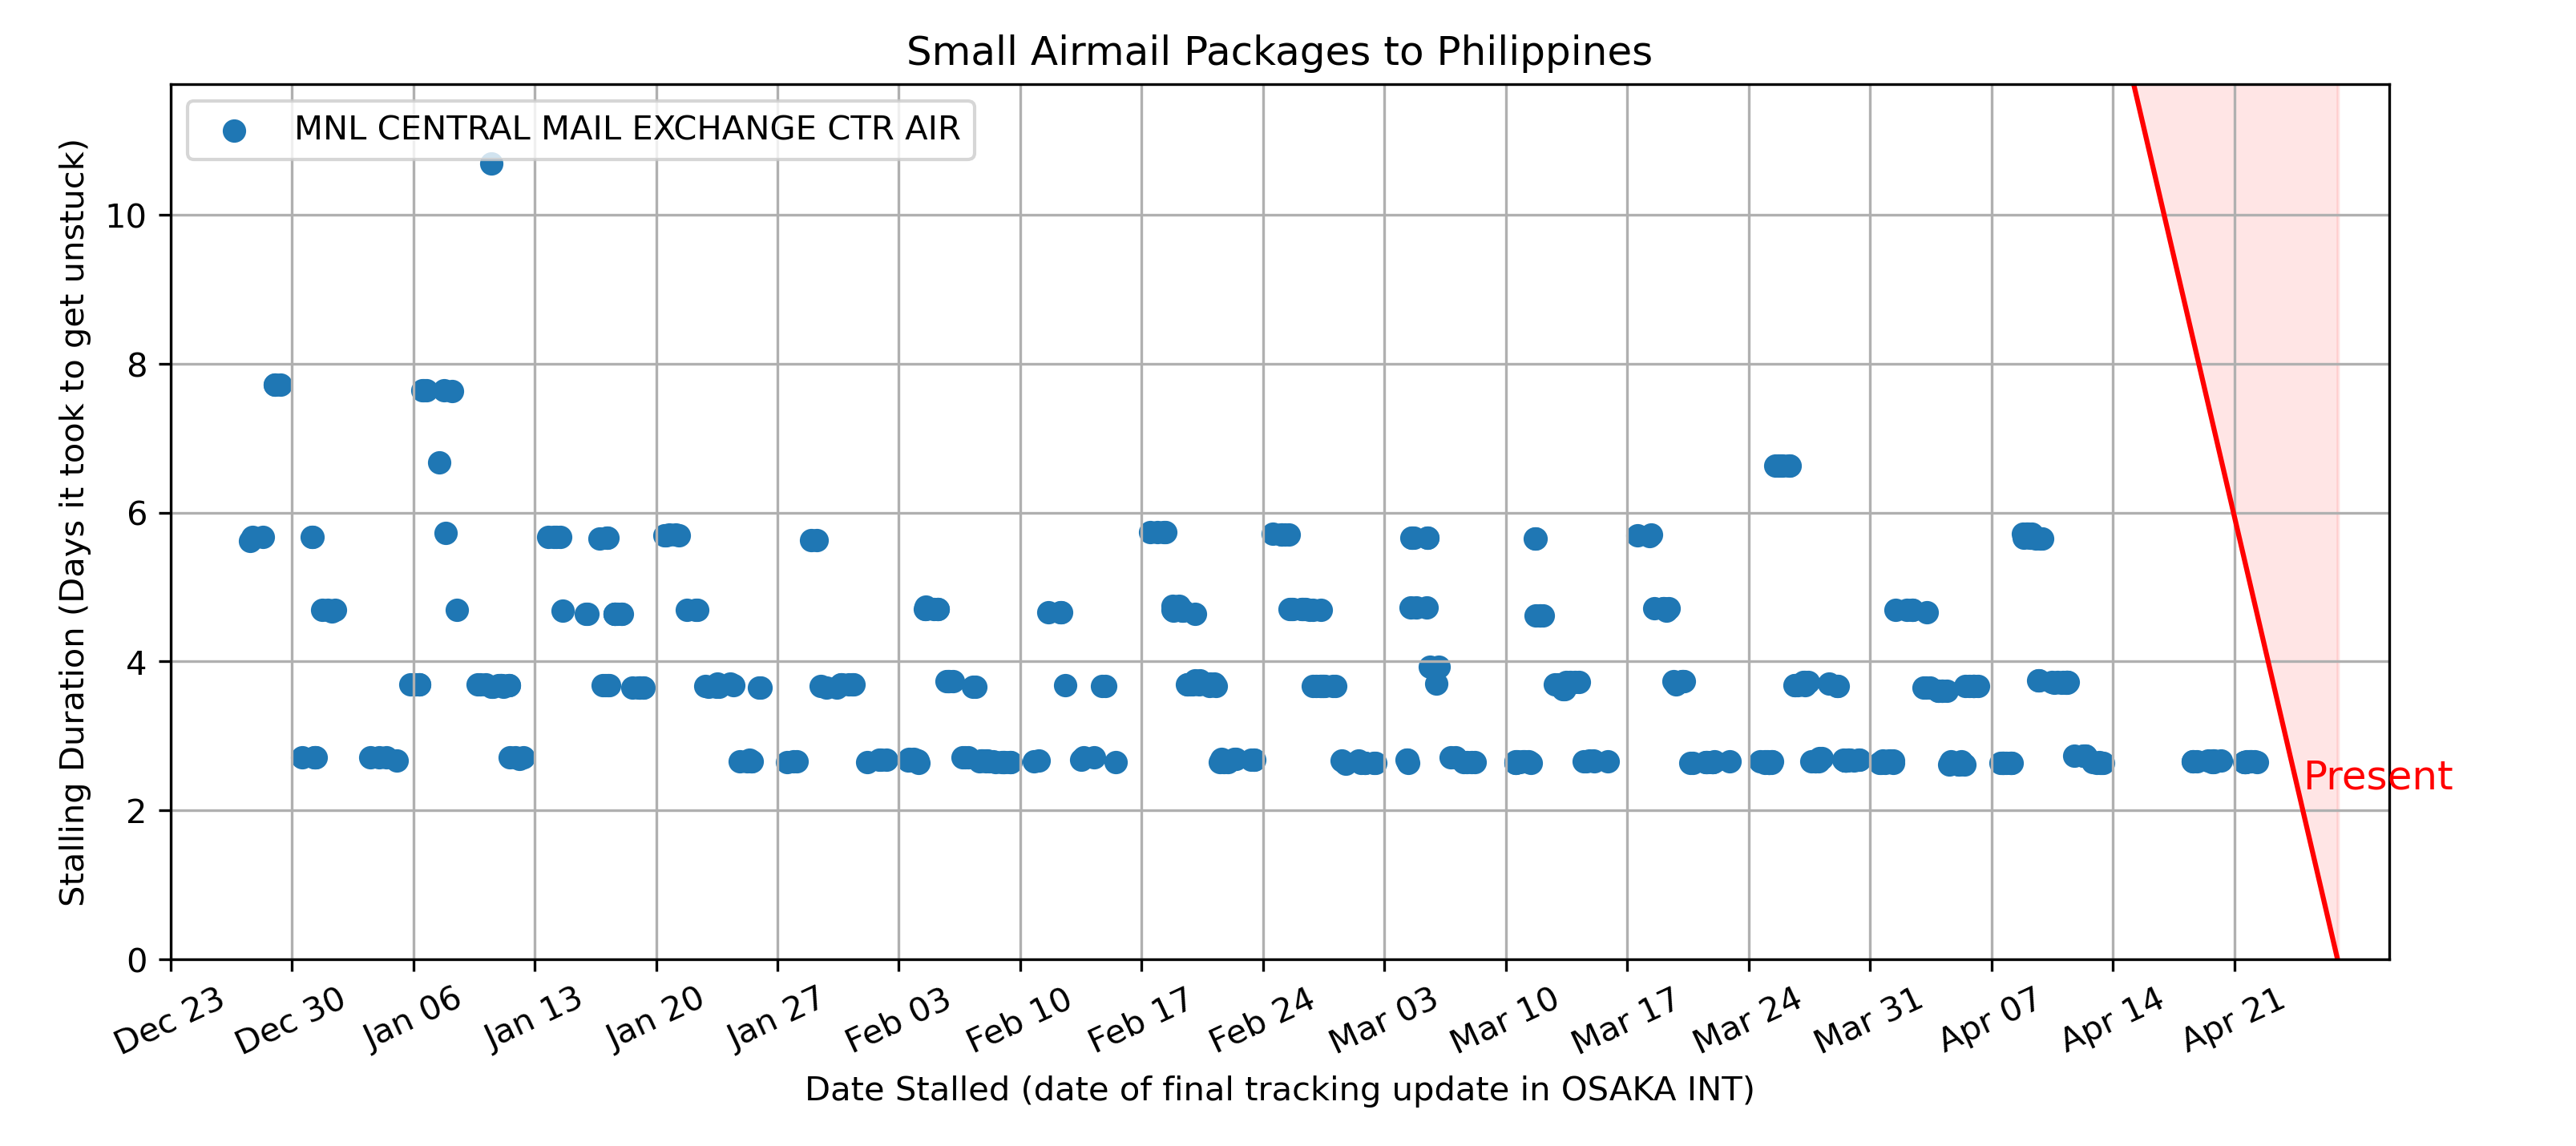 Small Airmail Packages to Philippines
MNL CENTRAL MAIL EXCHANGE CTR AIR
Stalling Duration (Days it took to get unstuck)
10
8
6
4
2
0
Present
Dec 23
Dec 30
Jan 06
Jan 13
Jan 20
Jan 27
Feb 03
Feb 10
Feb 17
Feb 24
Mar 03
Mar 10
Mar 17
Mar 24
Mar 31
Apr 07
Apr 14
Apr 21
Date Stalled (date of final tracking update in OSAKA INT)